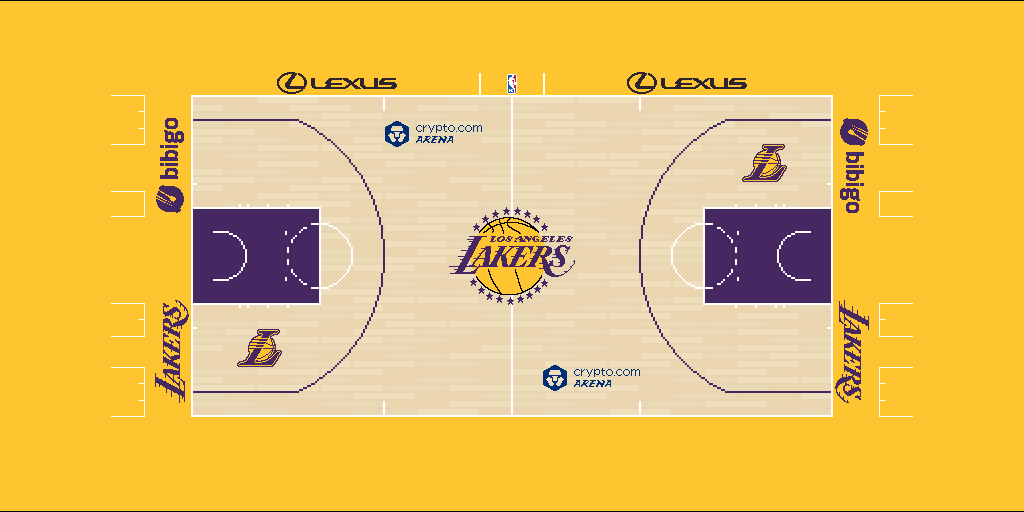 LEXUS
LEXUS
crypto.com
ARENA
bibigo
bibigo
L
LOS ANGELES
LAKERS
LAKERS
L
LAKERS
crypto.com
ARENA